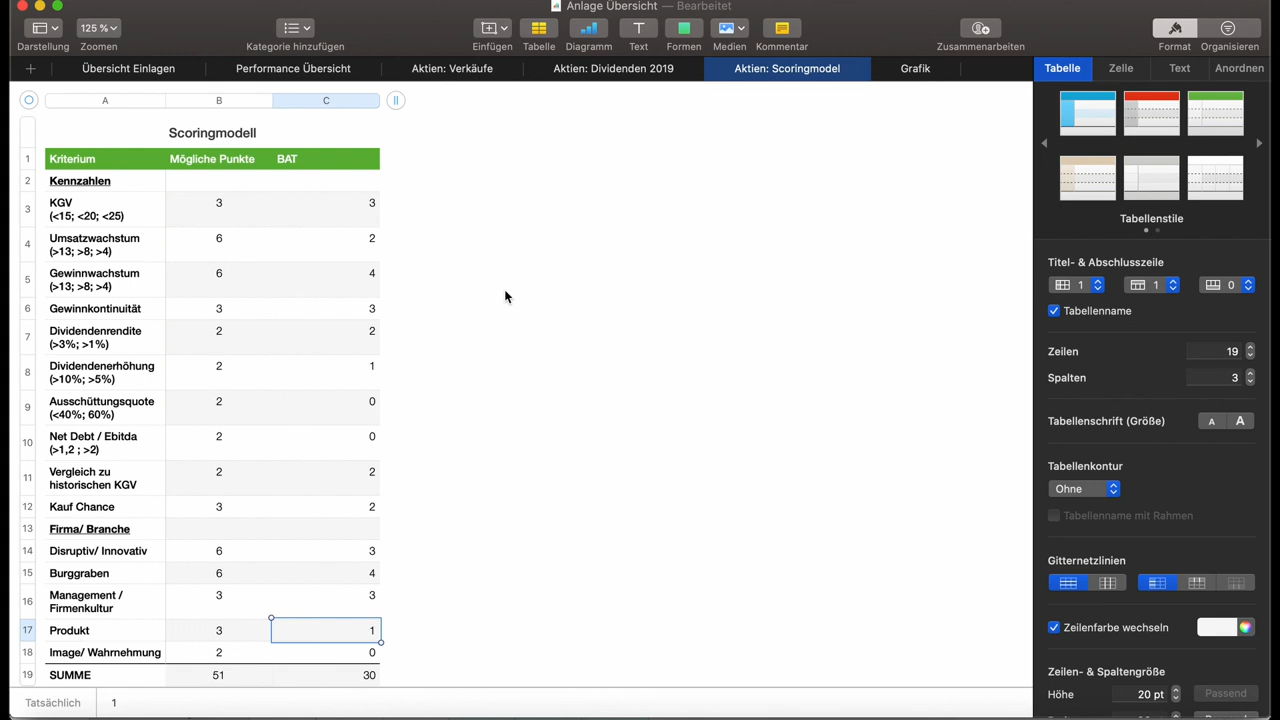 Anlage Übersicht — Bearbeitet
125 %
Darstellung Zoomen Kategorie hinzufügen Einfügen Tabelle Diagramm Text Formen Medien Kommentar Zusammenarbeiten Format Organisieren
Übersicht Einlagen Performance Übersicht Aktien: Verkäufe Aktien: Dividenden 2019 Aktien: Scoringmodell Grafik
A B C
Scoringmodell
1 Kriterium Mögliche Punkte BAT
2 Kennzahlen
3 KGV 3 3
(<15; <20; <25)
4 Umsatzwachstum 6 2
(>13; >8; >4)
5 Gewinnwachstum 6 4
(>13; >8; >4)
6 Gewinnkontinuität 3 3
7 Dividendenrendite 2 2
(>3%; >1%)
8 Dividendenerhöhung 2 1
(>10%; >5%)
9 Ausschüttungsquote 2 0
(<40%; 60%)
10 Net Debt / Ebitda 2 0
(>1,2 ; >2)
11 Vergleich zu 2 2
historischen KGV
12 Kauf Chance 3 2
13 Firma/ Branche
14 Disruptiv/ Innovativ 6 3
15 Burggraben 6 4
16 Management / 3 3
Firmenkultur
17 Produkt 3 1
18 Image/ Wahrnehmung 2 0
19 SUMME 51 30
Tatsächlich 1
Tabelle Zelle Text Anordnen
Tabellenstile
Titel- & Abschlusszeile
1 1 0
Tabellenname
Zeilen 19
Spalten 3
Tabellenschrift (Größe) A A
Tabellenkontur
Ohne
Tabellenname mit Rahmen
Gitternetzlinien
Zeilenfarbe wechseln
Zeilen- & Spaltengröße
Höhe 20 pt Passend